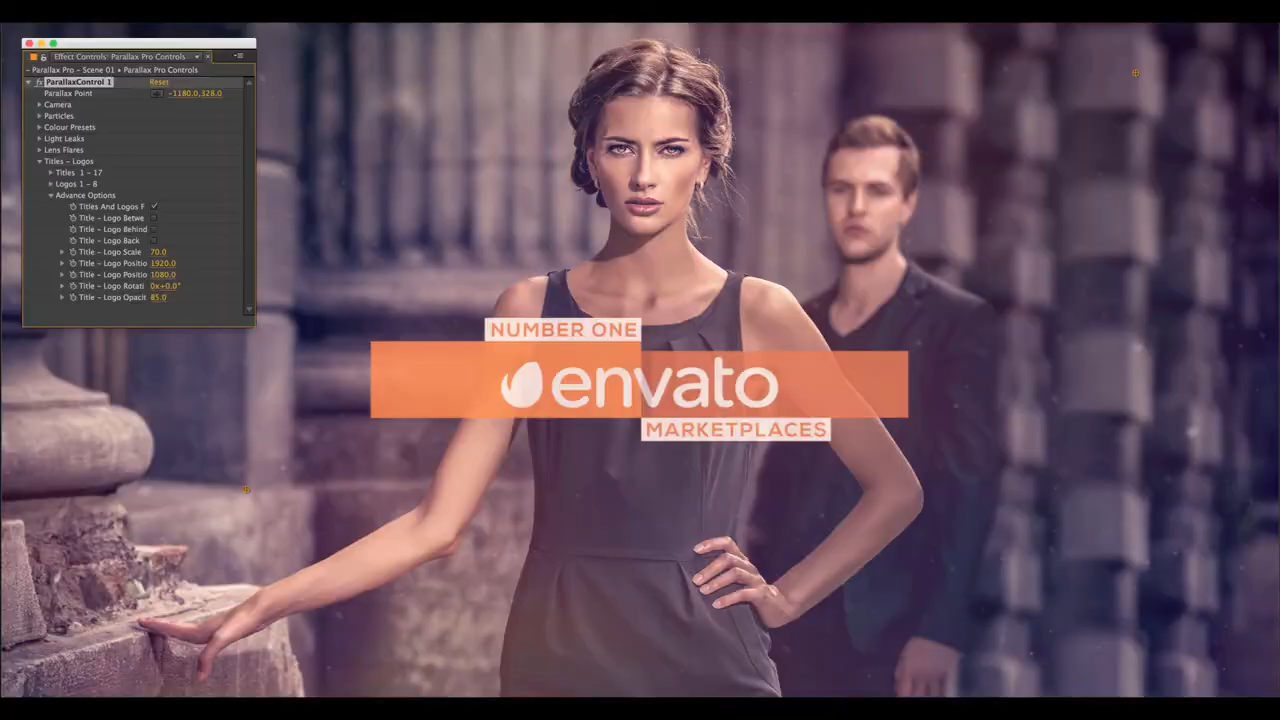 Effect Controls: Parallax Pro Controls
Parallax Pro - Scene 01 • Parallax Pro Controls
fx ParallaxControl 1 Reset
Parallax Point -1180.0,328.0
Camera
Particles
Colour Presets
Light Leaks
Lens Flares
Titles - Logos
Titles 1 - 17
Logos 1 - 8
Advance Options
Titles And Logos F
Title - Logo Betwe
Title - Logo Behind
Title - Logo Back
Title - Logo Scale 70.0
Title - Logo Positio 1920.0
Title - Logo Positio 1080.0
Title - Logo Rotati 0x+0.0°
Title - Logo Opacit 85.0
NUMBER ONE
envato
MARKETPLACES